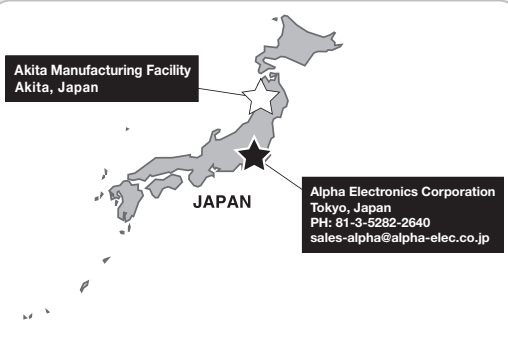 Akita Manufacturing Facility
Akita, Japan
JAPAN
Alpha Electronics Corporation
Tokyo, Japan
PH: 81-3-5282-2640
sales-alpha@alpha-elec.co.jp